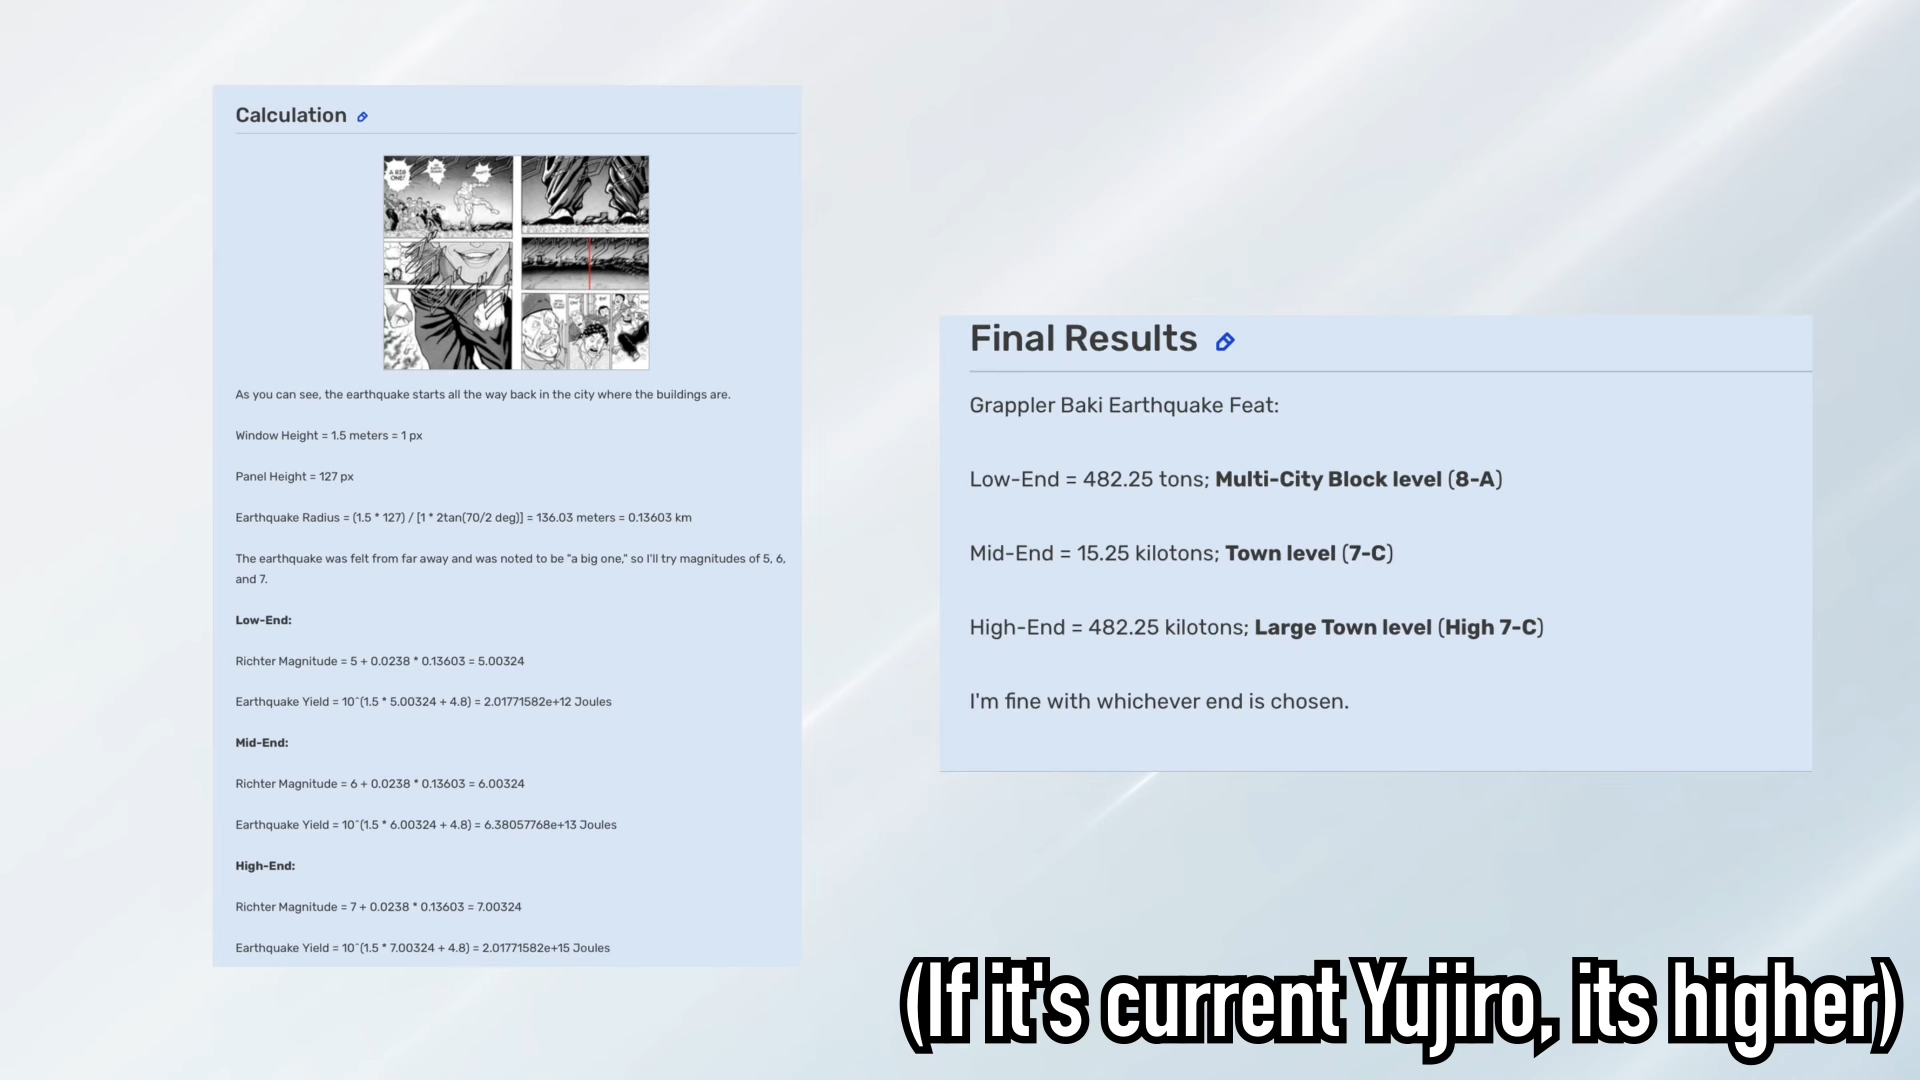 Calculation
A BIG ONE!
As you can see, the earthquake starts all the way back in the city where the buildings are.
Window Height = 1.5 meters = 1 px
Panel Height = 127 px
Earthquake Radius = (1.5 * 127) / [1 * 2tan(70/2 deg)] = 136.03 meters = 0.13603 km
The earthquake was felt from far away and was noted to be "a big one," so I'll try magnitudes of 5, 6,
and 7.
Low-End:
Richter Magnitude = 5 + 0.0238 * 0.13603 = 5.00324
Earthquake Yield = 10^(1.5 * 5.00324 + 4.8) = 2.01771582e+12 Joules
Mid-End:
Richter Magnitude = 6 + 0.0238 * 0.13603 = 6.00324
Earthquake Yield = 10^(1.5 * 6.00324 + 4.8) = 6.38057768e+13 Joules
High-End:
Richter Magnitude = 7 + 0.0238 * 0.13603 = 7.00324
Earthquake Yield = 10^(1.5 * 7.00324 + 4.8) = 2.01771582e+15 Joules
Final Results
Grappler Baki Earthquake Feat:
Low-End = 482.25 tons; Multi-City Block level (8-A)
Mid-End = 15.25 kilotons; Town level (7-C)
High-End = 482.25 kilotons; Large Town level (High 7-C)
I'm fine with whichever end is chosen.
(If it's current Yujiro, its higher)